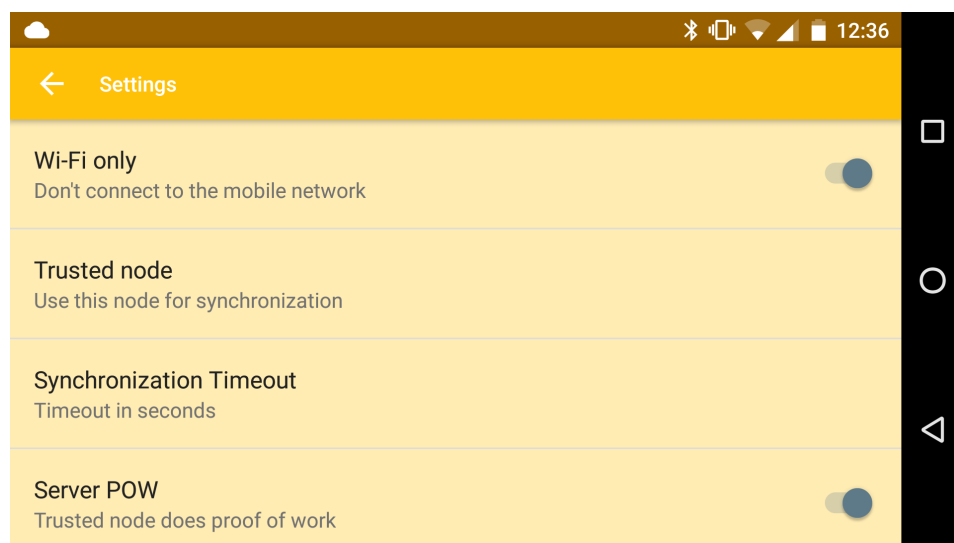 12:36
Settings
Wi-Fi only
Don't connect to the mobile network
Trusted node
Use this node for synchronization
Synchronization Timeout
Timeout in seconds
Server POW
Trusted node does proof of work